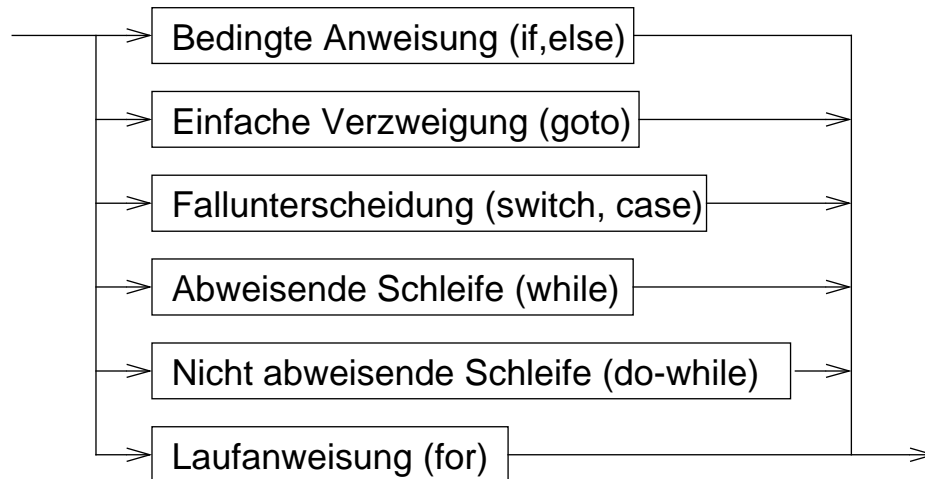 Bedingte Anweisung (if,else)
Einfache Verzweigung (goto)
Fallunterscheidung (switch, case)
Abweisende Schleife (while)
Nicht abweisende Schleife (do-while)
Laufanweisung (for)